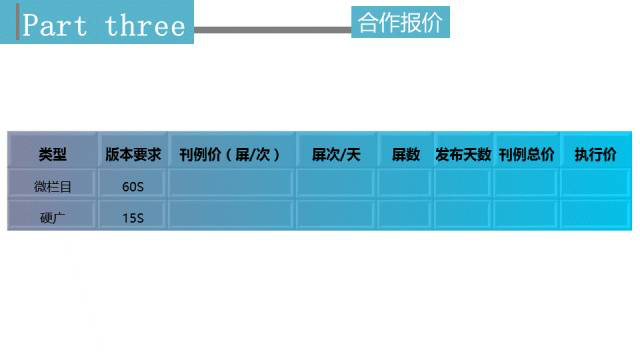 Part three
合作报价
类型 版本要求 刊例价（屏/次） 屏次/天 屏数 发布天数 刊例总价 执行价
微栏目 60S
硬广 15S